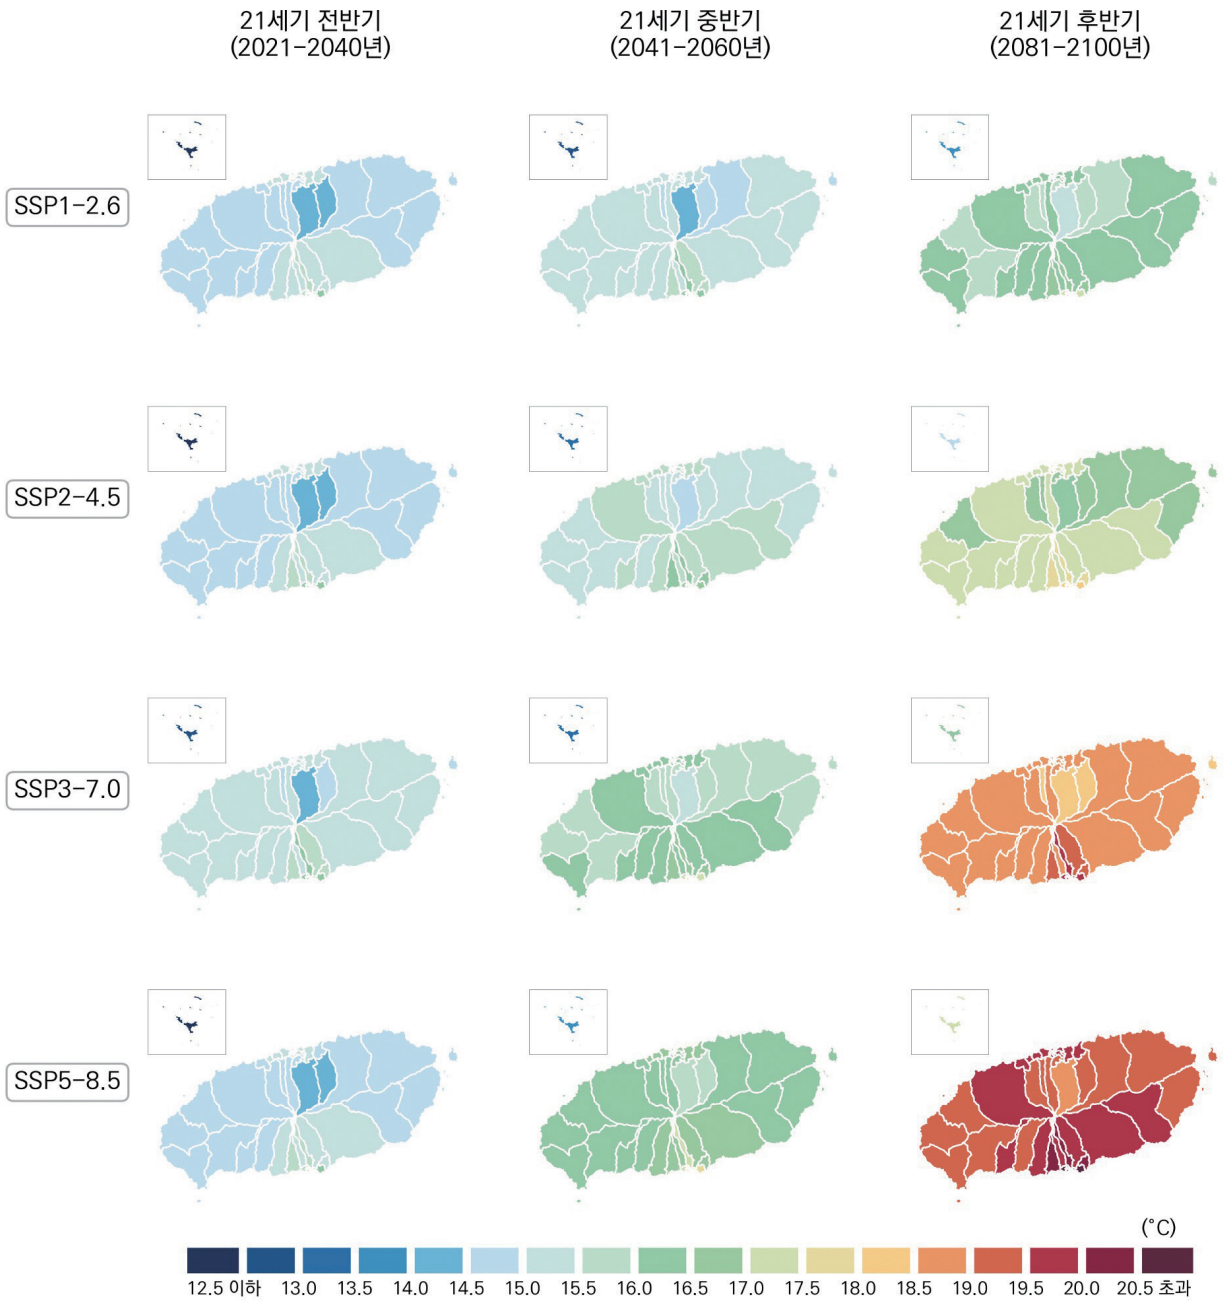 21세기 전반기
(2021-2040년)
21세기 중반기
(2041-2060년)
21세기 후반기
(2081-2100년)
SSP1-2.6
SSP2-4.5
SSP3-7.0
SSP5-8.5
(°C)
12.5 이하 13.0 13.5 14.0 14.5 15.0 15.5 16.0 16.5 17.0 17.5 18.0 18.5 19.0 19.5 20.0 20.5 초과